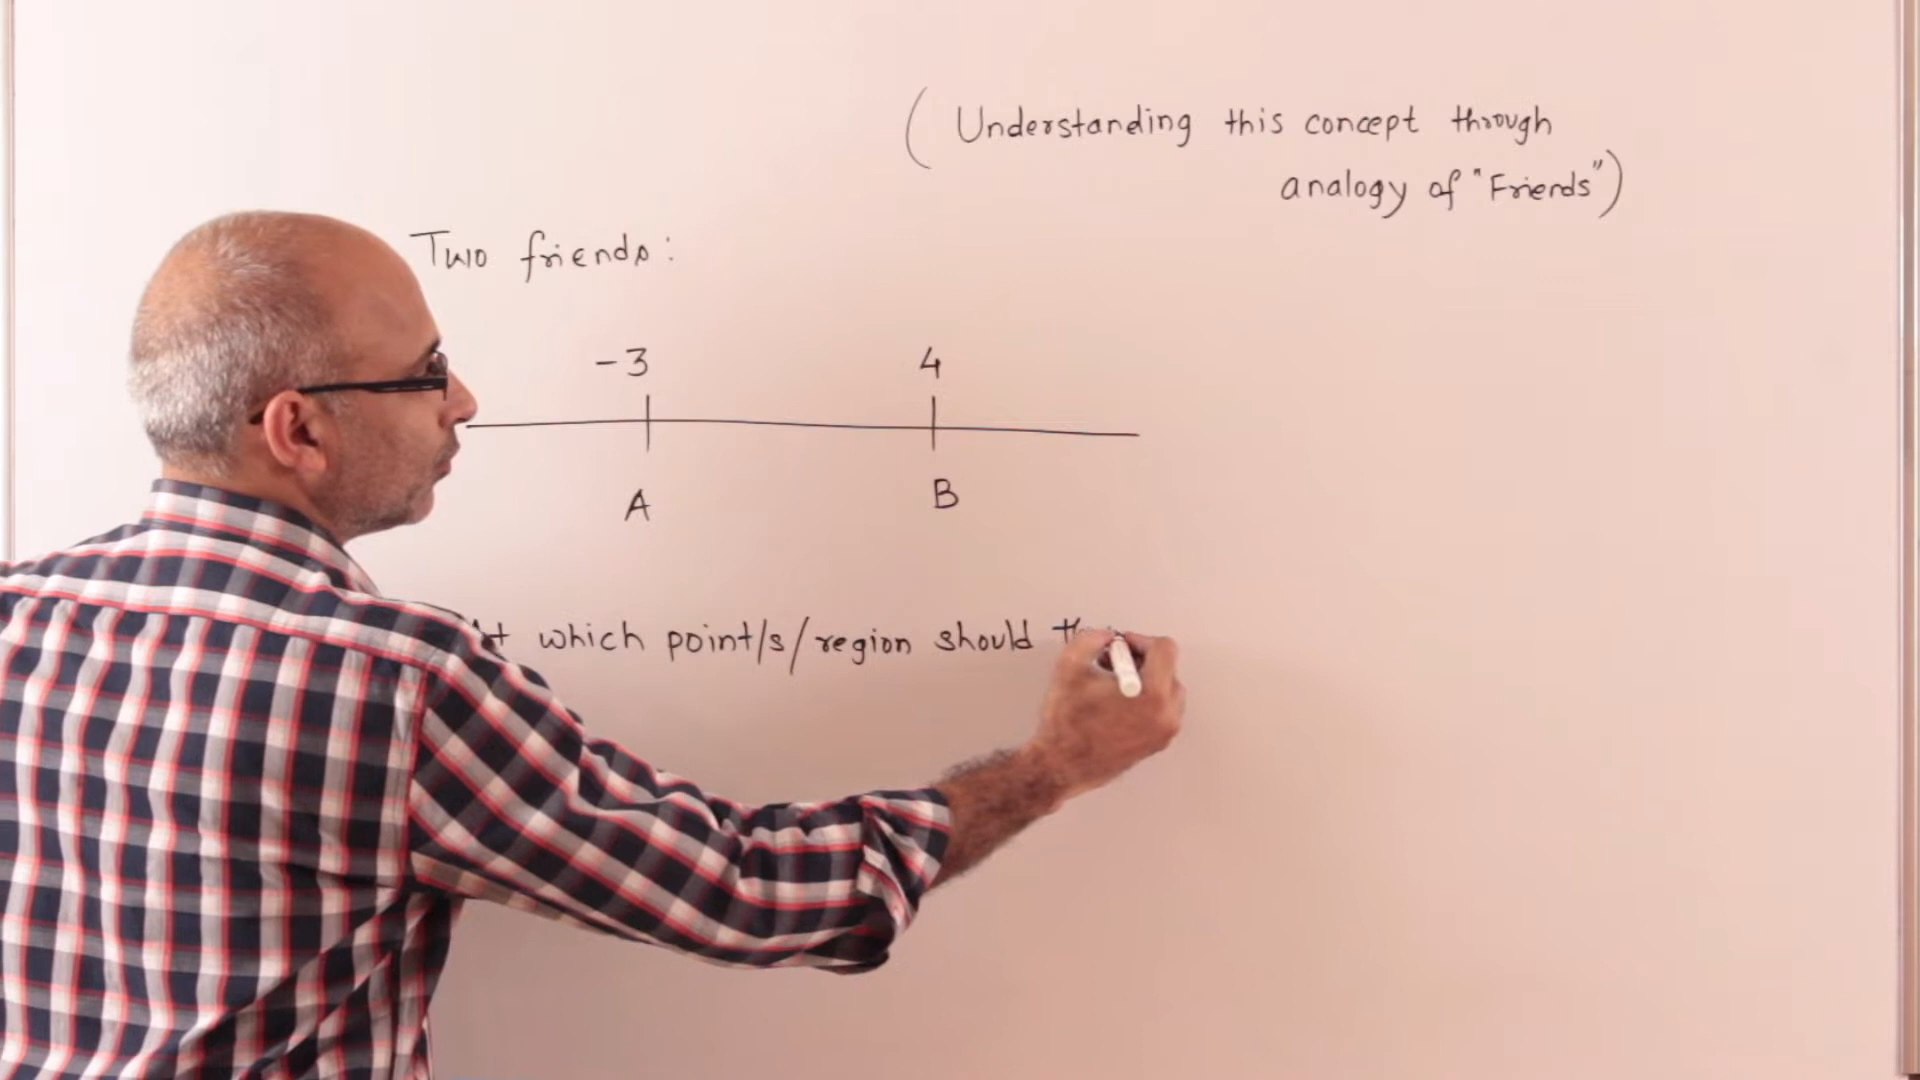 (Understanding this concept through
analogy of "Friends")
Two friends:
-3 4
A B
which point/s/region should